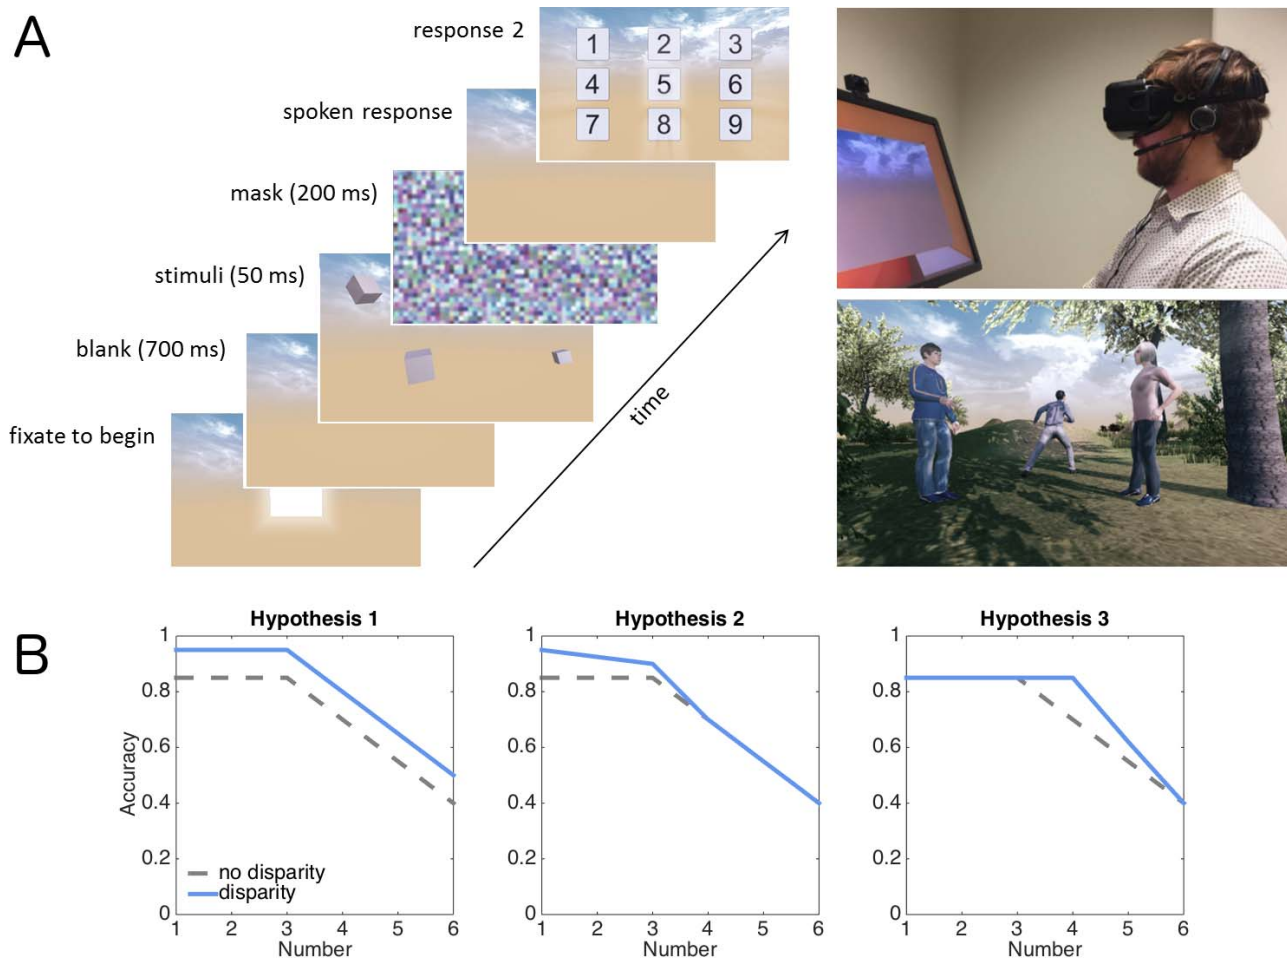 A
response 2
1 2 3
4 5 6
7 8 9
spoken response
mask (200 ms)
stimuli (50 ms)
blank (700 ms)
fixate to begin
time
B
Hypothesis 1
1
0.8
0.6
0.4
0.2
0
Accuracy
no disparity
disparity
1 2 3 4 5 6
Number
Hypothesis 2
1
0.8
0.6
0.4
0.2
0
1 2 3 4 5 6
Number
Hypothesis 3
1
0.8
0.6
0.4
0.2
0
1 2 3 4 5 6
Number